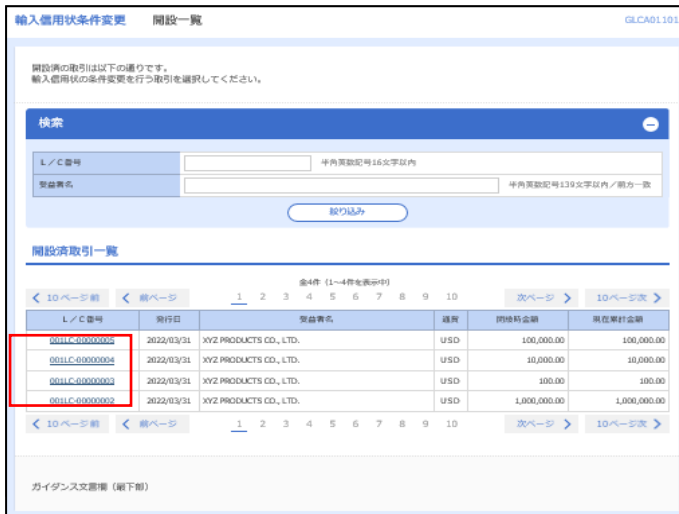 輸入信用状条件変更　開設一覧 GLCA01101
開設済の取引は以下の通りです。
輸入信用状の条件変更を行う取引を選択してください。
検索
L/C番号 半角英数記号16文字以内
受益者名 半角英数記号139文字以内/前方一致
絞り込み
開設済取引一覧
全4件 (1~4件を表示中)
10ページ前 前ページ 1 2 3 4 5 6 7 8 9 10 次ページ 10ページ次
L/C番号 発行日 受益者名 通貨 開設時金額 現在累計金額
001LC-00000005 2022/03/31 XYZ PRODUCTS CO., LTD. USD 100,000.00 100,000.00
001LC-00000004 2022/03/31 XYZ PRODUCTS CO., LTD. USD 10,000.00 10,000.00
001LC-00000003 2022/03/31 XYZ PRODUCTS CO., LTD. USD 100.00 100.00
001LC-00000002 2022/03/31 XYZ PRODUCTS CO., LTD. USD 1,000,000.00 1,000,000.00
10ページ前 前ページ 1 2 3 4 5 6 7 8 9 10 次ページ 10ページ次
ガイダンス文言欄(最下部)